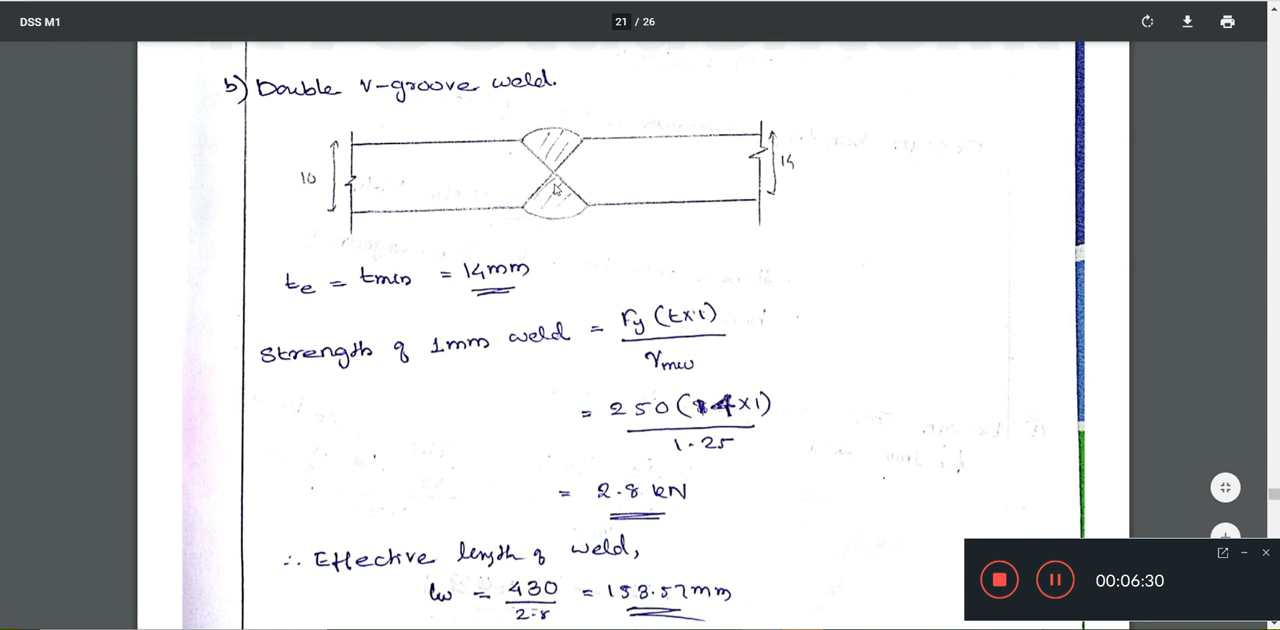 DSS M1
21 / 26
b) Double V-groove weld.
10
14
te = tmin = 14mm
Strength of 1mm weld = Fy (t×1)
γmw
= 250 (14×1)
1.25
= 2.8 kN
∴ Effective length of weld,
lw = 430 = 153.57mm
2.8
00:06:30